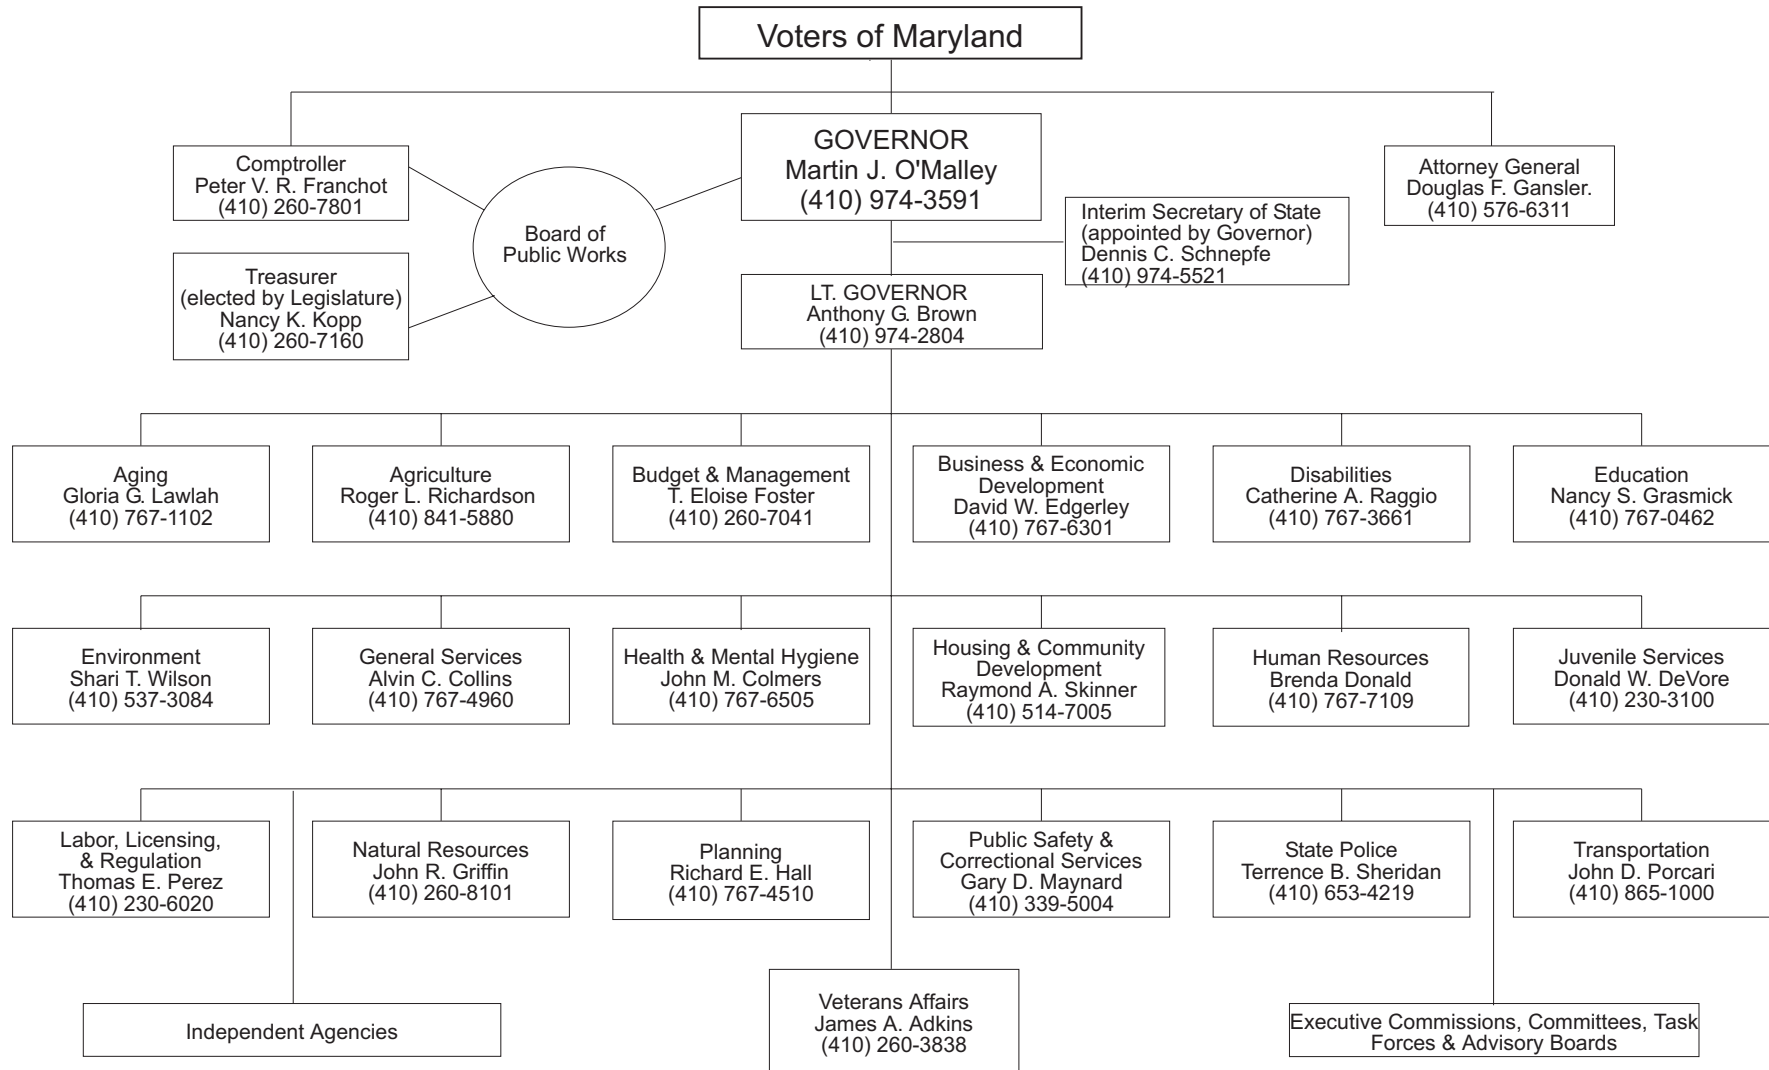 Voters of Maryland
Comptroller
Peter V. R. Franchot
(410) 260-7801
GOVERNOR
Martin J. O'Malley
(410) 974-3591
Attorney General
Douglas F. Gansler.
(410) 576-6311
Board of
Public Works
Interim Secretary of State
(appointed by Governor)
Dennis C. Schnepfe
(410) 974-5521
Treasurer
(elected by Legislature)
Nancy K. Kopp
(410) 260-7160
LT. GOVERNOR
Anthony G. Brown
(410) 974-2804
Aging
Gloria G. Lawlah
(410) 767-1102
Agriculture
Roger L. Richardson
(410) 841-5880
Budget & Management
T. Eloise Foster
(410) 260-7041
Business & Economic
Development
David W. Edgerley
(410) 767-6301
Disabilities
Catherine A. Raggio
(410) 767-3661
Education
Nancy S. Grasmick
(410) 767-0462
Environment
Shari T. Wilson
(410) 537-3084
General Services
Alvin C. Collins
(410) 767-4960
Health & Mental Hygiene
John M. Colmers
(410) 767-6505
Housing & Community
Development
Raymond A. Skinner
(410) 514-7005
Human Resources
Brenda Donald
(410) 767-7109
Juvenile Services
Donald W. DeVore
(410) 230-3100
Labor, Licensing,
& Regulation
Thomas E. Perez
(410) 230-6020
Natural Resources
John R. Griffin
(410) 260-8101
Planning
Richard E. Hall
(410) 767-4510
Public Safety &
Correctional Services
Gary D. Maynard
(410) 339-5004
State Police
Terrence B. Sheridan
(410) 653-4219
Transportation
John D. Porcari
(410) 865-1000
Independent Agencies
Veterans Affairs
James A. Adkins
(410) 260-3838
Executive Commissions, Committees, Task
Forces & Advisory Boards